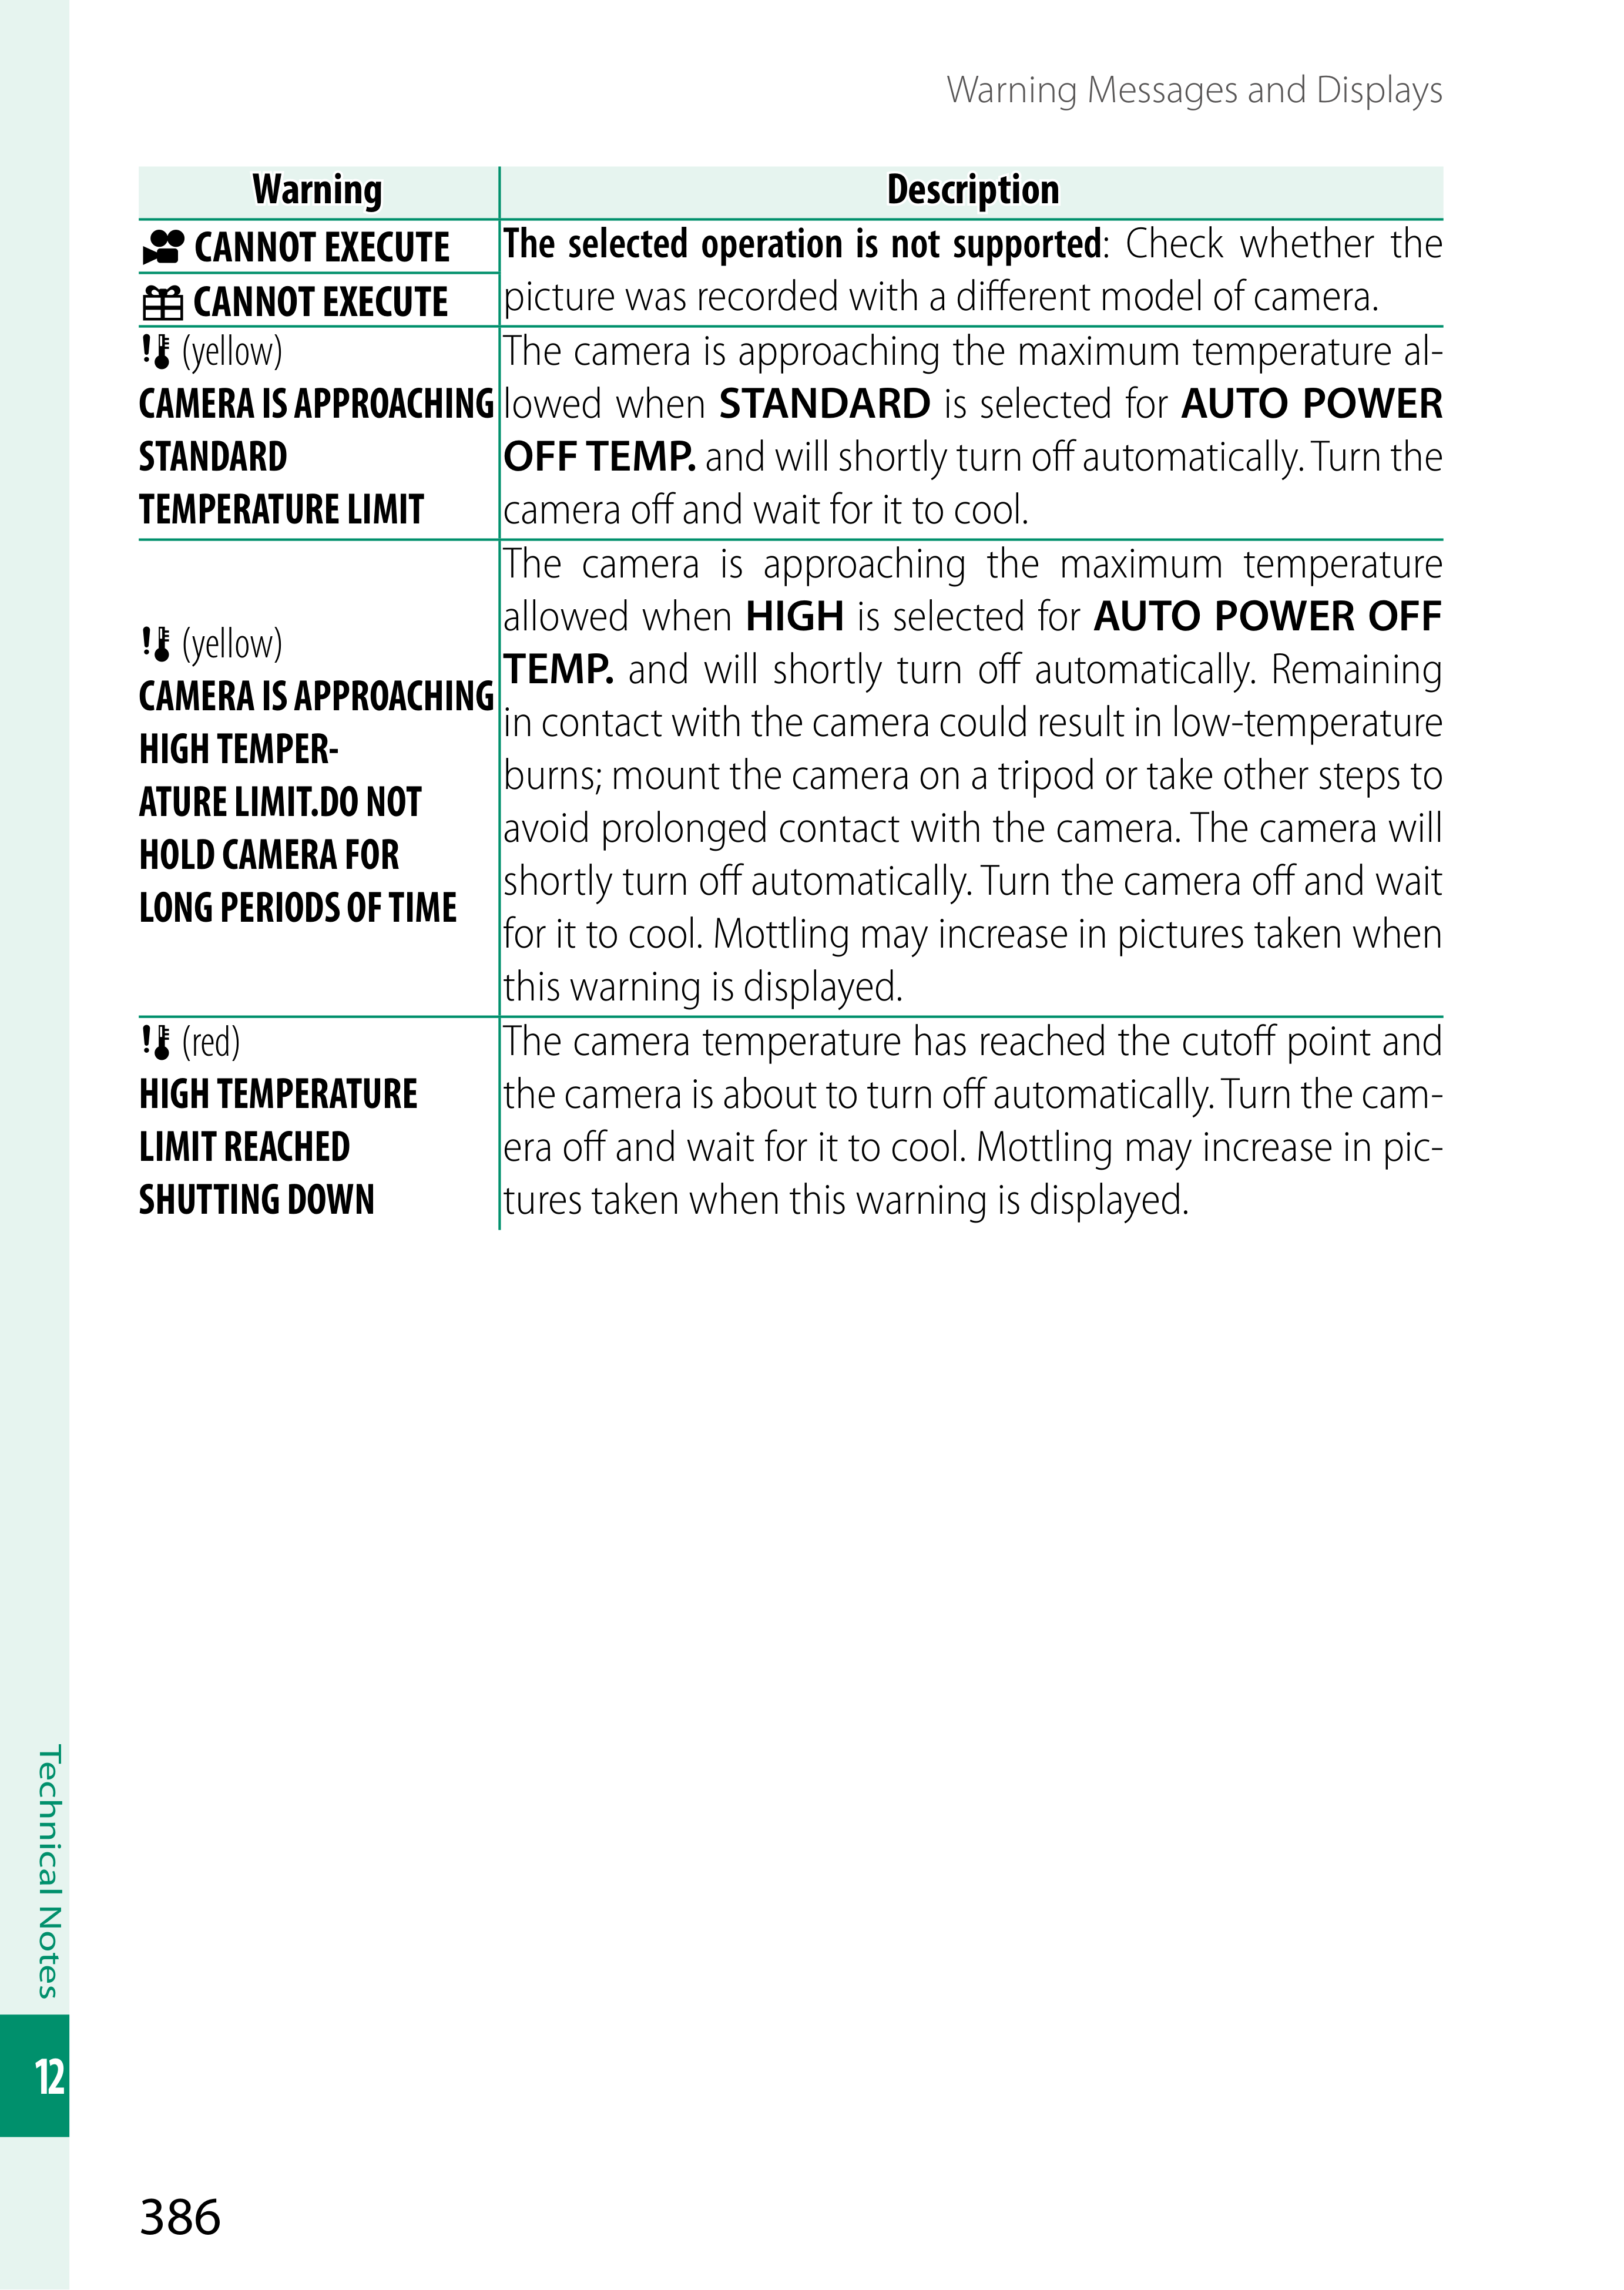 Warning Messages and Displays
Warning
Description
CANNOT EXECUTE
CANNOT EXECUTE
The selected operation is not supported: Check whether the
picture was recorded with a different model of camera.
(yellow)
CAMERA IS APPROACHING
STANDARD
TEMPERATURE LIMIT
The camera is approaching the maximum temperature al-
lowed when STANDARD is selected for AUTO POWER
OFF TEMP. and will shortly turn off automatically. Turn the
camera off and wait for it to cool.
(yellow)
CAMERA IS APPROACHING
HIGH TEMPER-
ATURE LIMIT.DO NOT
HOLD CAMERA FOR
LONG PERIODS OF TIME
The camera is approaching the maximum temperature
allowed when HIGH is selected for AUTO POWER OFF
TEMP. and will shortly turn off automatically. Remaining
in contact with the camera could result in low-temperature
burns; mount the camera on a tripod or take other steps to
avoid prolonged contact with the camera. The camera will
shortly turn off automatically. Turn the camera off and wait
for it to cool. Mottling may increase in pictures taken when
this warning is displayed.
(red)
HIGH TEMPERATURE
LIMIT REACHED
SHUTTING DOWN
The camera temperature has reached the cutoff point and
the camera is about to turn off automatically. Turn the cam-
era off and wait for it to cool. Mottling may increase in pic-
tures taken when this warning is displayed.
Technical Notes
12
386